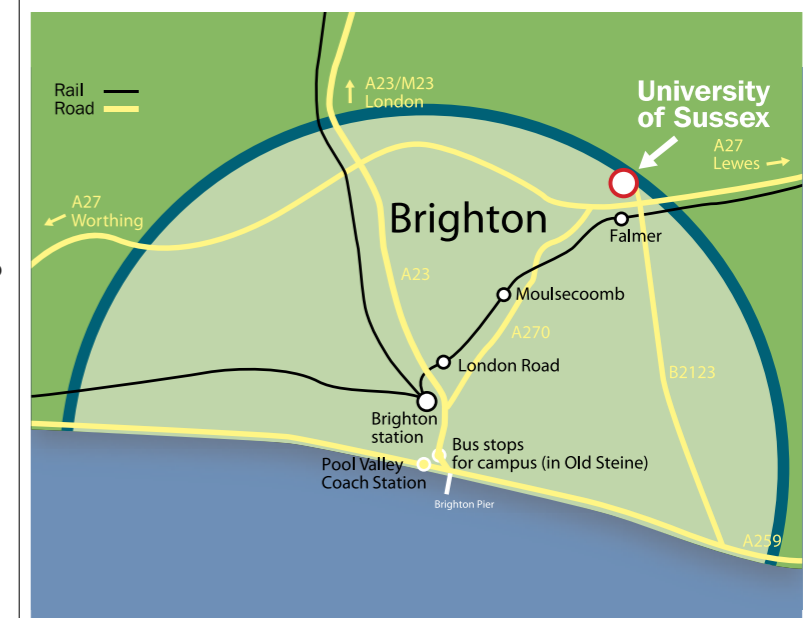 Rail
Road
A23/M23
London
University
of Sussex
A27
Lewes
A27
Worthing
Brighton
Falmer
A23
Moulsecoomb
A270
London Road
B2123
Brighton
station
Bus stops
for campus (in Old Steine)
Pool Valley
Coach Station
Brighton Pier
A259